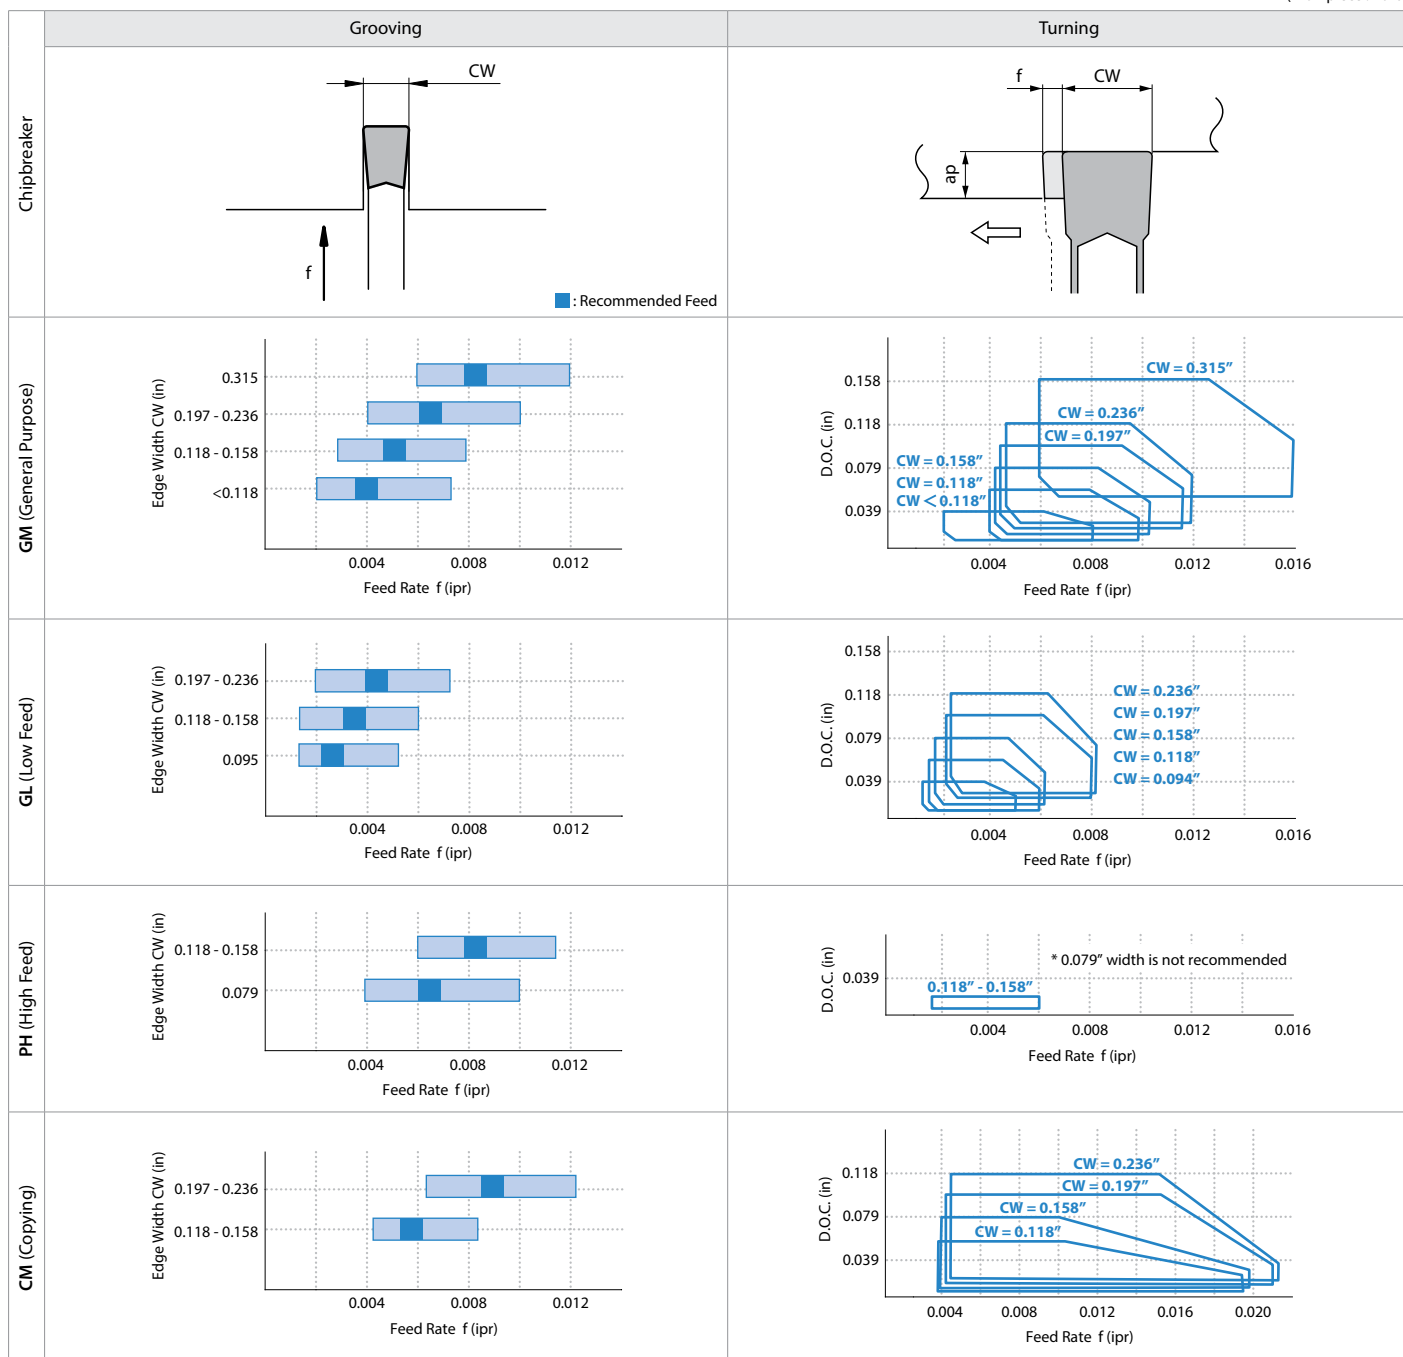 Grooving
Turning
Chipbreaker
CW
f
: Recommended Feed
f
CW
ap
GM (General Purpose)
Edge Width CW (in)
0.315
0.197 - 0.236
0.118 - 0.158
<0.118
0.004
0.008
0.012
Feed Rate f (ipr)
D.O.C. (in)
0.158
0.118
0.079
0.039
CW = 0.315″
CW = 0.236″
CW = 0.197″
CW = 0.158″
CW = 0.118″
CW < 0.118″
0.004
0.008
0.012
0.016
Feed Rate f (ipr)
GL (Low Feed)
Edge Width CW (in)
0.197 - 0.236
0.118 - 0.158
0.095
0.004
0.008
0.012
Feed Rate f (ipr)
D.O.C. (in)
0.158
0.118
0.079
0.039
CW = 0.236″
CW = 0.197″
CW = 0.158″
CW = 0.118″
CW = 0.094″
0.004
0.008
0.012
0.016
Feed Rate f (ipr)
PH (High Feed)
Edge Width CW (in)
0.118 - 0.158
0.079
0.004
0.008
0.012
Feed Rate f (ipr)
D.O.C. (in)
0.039
* 0.079″ width is not recommended
0.118″ - 0.158″
0.004
0.008
0.012
0.016
Feed Rate f (ipr)
CM (Copying)
Edge Width CW (in)
0.197 - 0.236
0.118 - 0.158
0.004
0.008
0.012
Feed Rate f (ipr)
D.O.C. (in)
0.118
0.079
0.039
CW = 0.236″
CW = 0.197″
CW = 0.158″
CW = 0.118″
0.004
0.008
0.012
0.016
0.020
Feed Rate f (ipr)